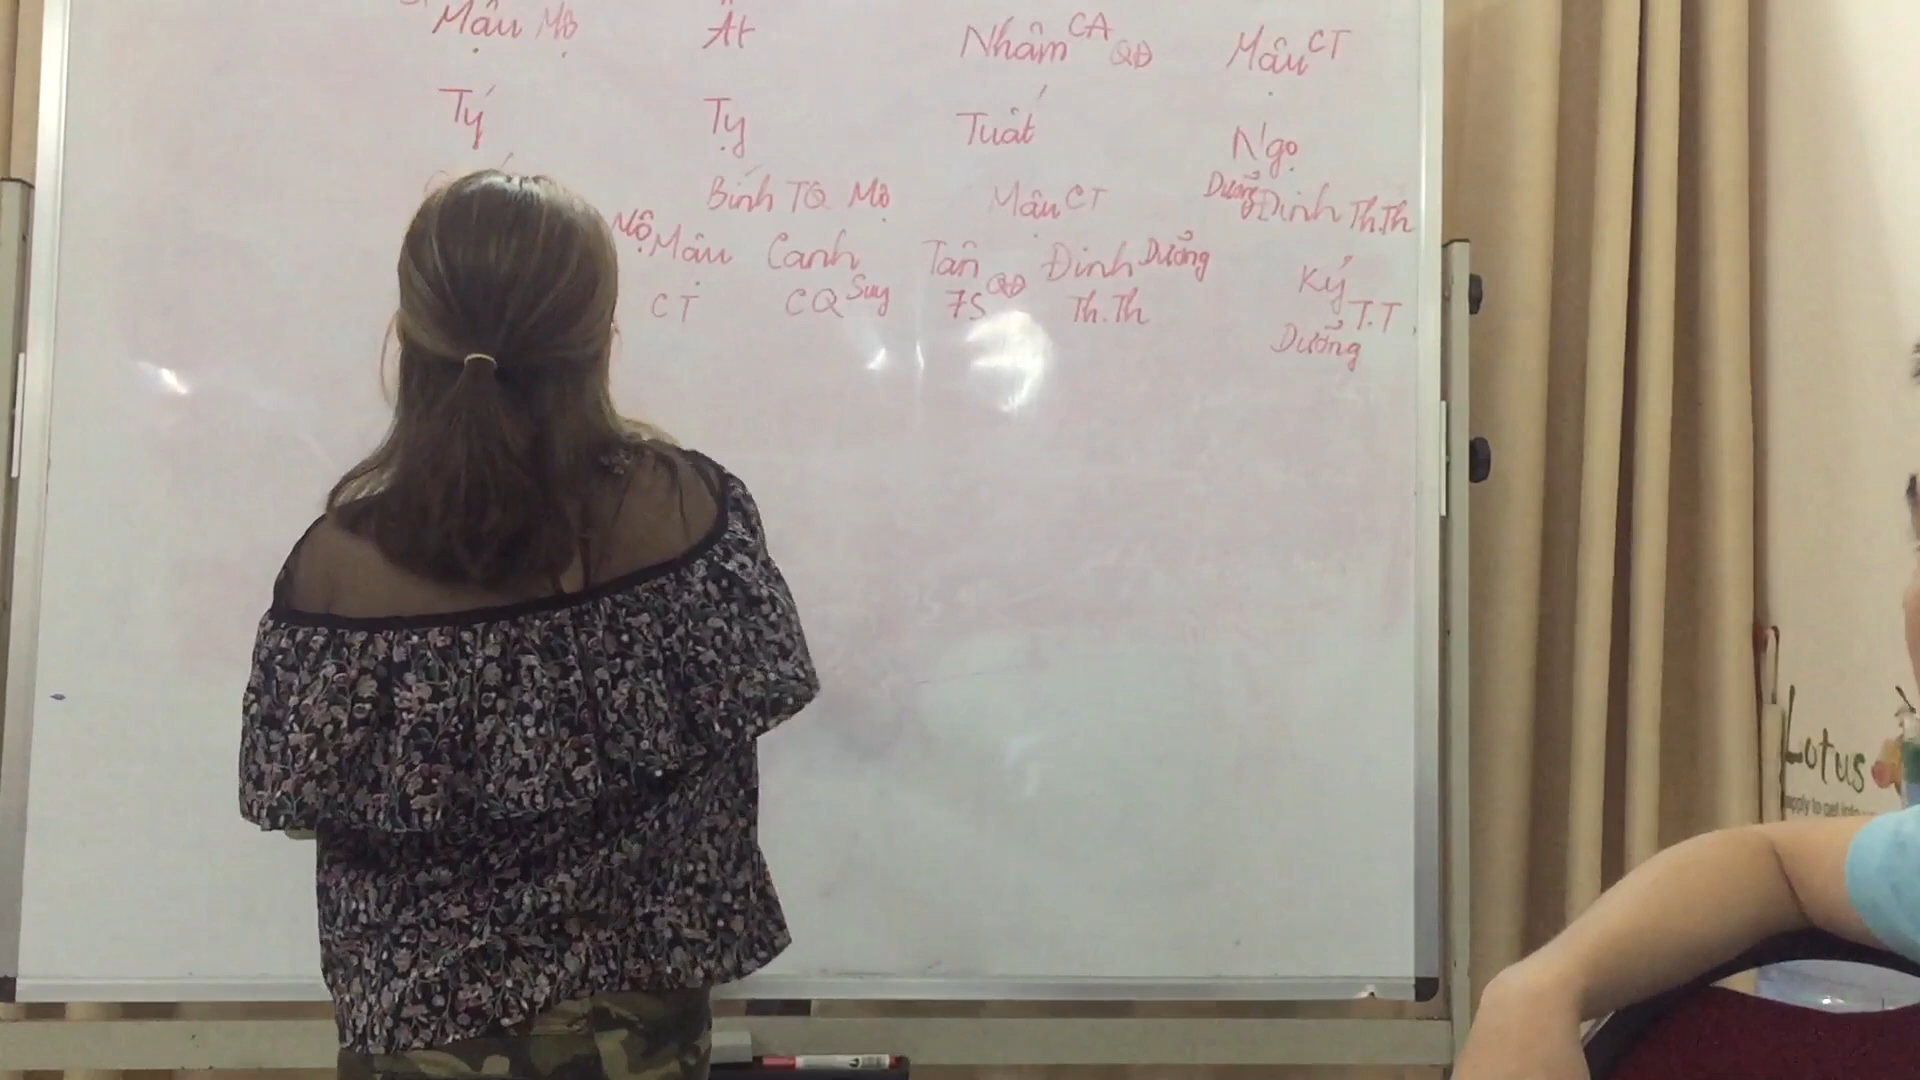 Mậu Mộ Ất Nhâm CA QĐ Mậu CT
Tý Tỵ Tuất Ngọ
Bính TQ Mộ Mậu CT Dưỡng Đinh Th.Th
Mộ Mậu Canh Tân Đinh Dưỡng Kỷ
CT CQ Suy 7S QĐ Th.Th T.T
Dưỡng
Lotus